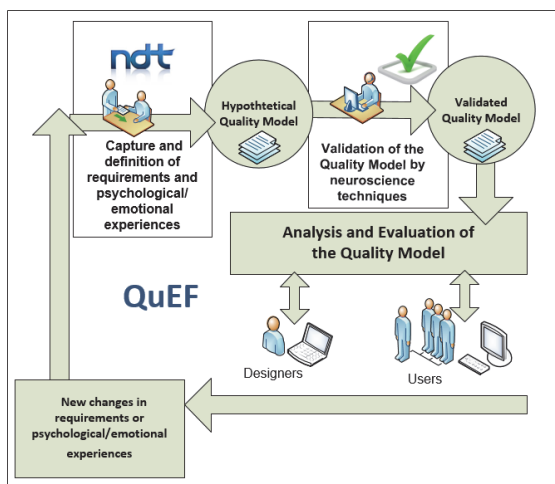 ndt
Hypothtetical
Quality Model
Validated
Quality Model
Capture and
definition of
requirements and
psychological/
emotional
experiences
Validation of the
Quality Model by
neuroscience
techniques
Analysis and Evaluation of
the Quality Model
QuEF
Designers
Users
New changes in
requirements or
psychological/emotional
experiences